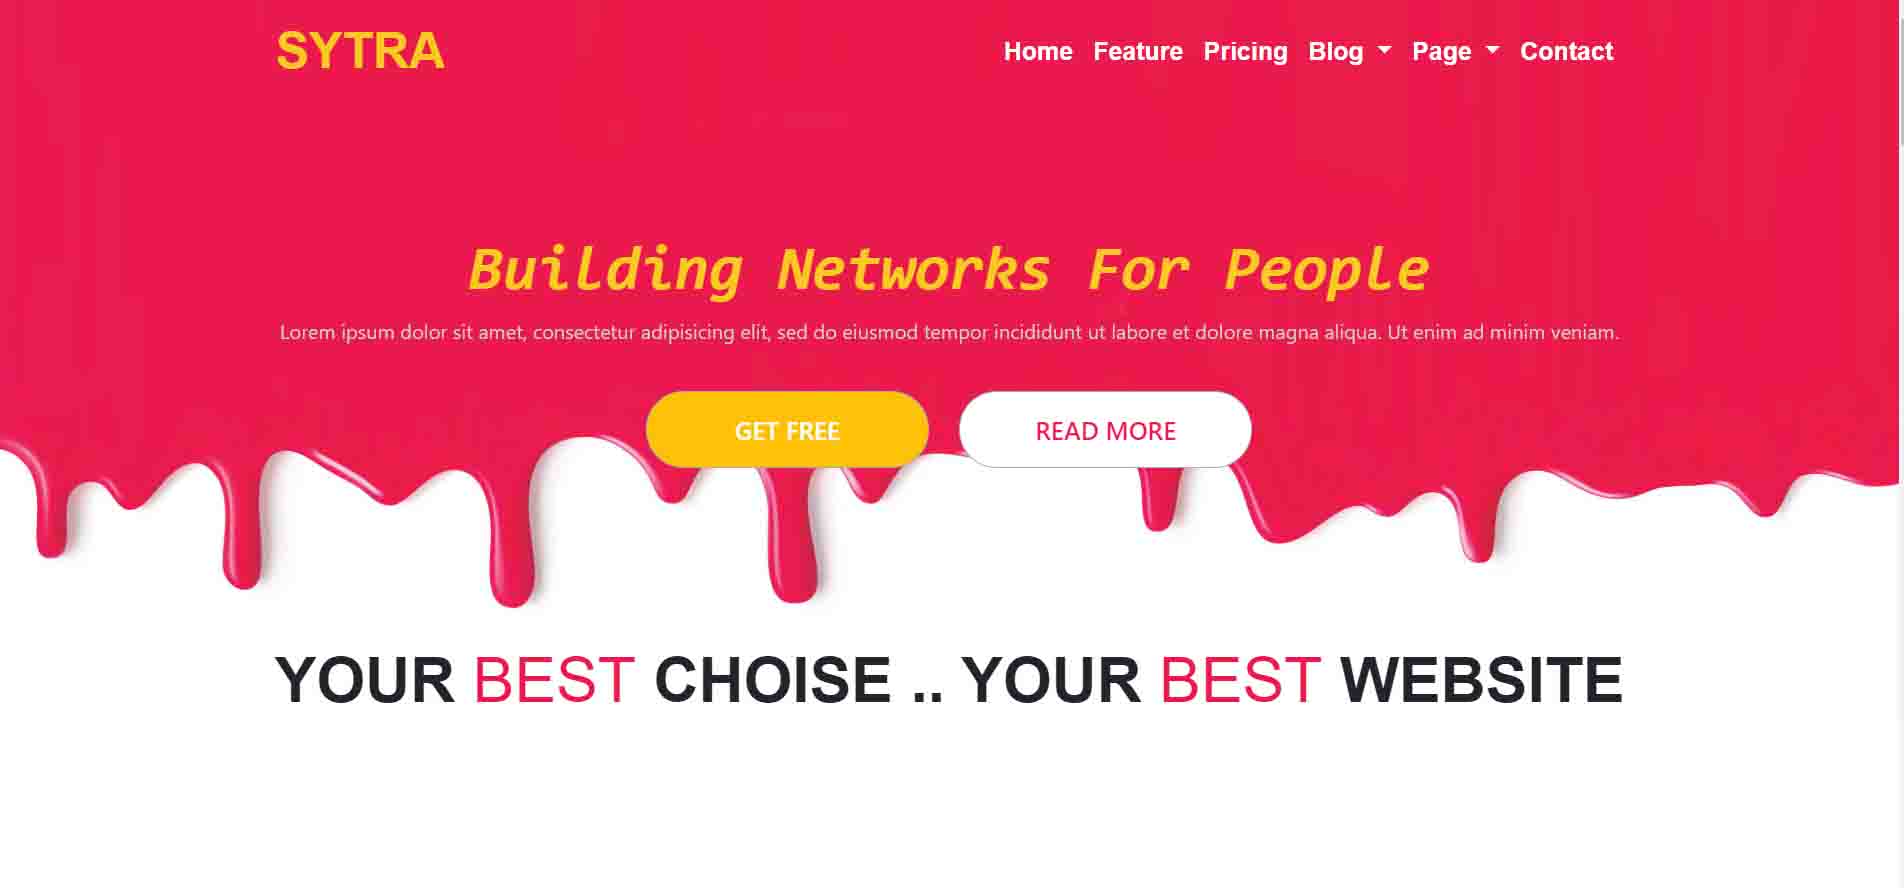 SYTRA
Home Feature Pricing Blog Page Contact
Building Networks For People
Lorem ipsum dolor sit amet, consectetur adipisicing elit, sed do eiusmod tempor incididunt ut labore et dolore magna aliqua. Ut enim ad minim veniam.
GET FREE READ MORE
YOUR BEST CHOISE .. YOUR BEST WEBSITE